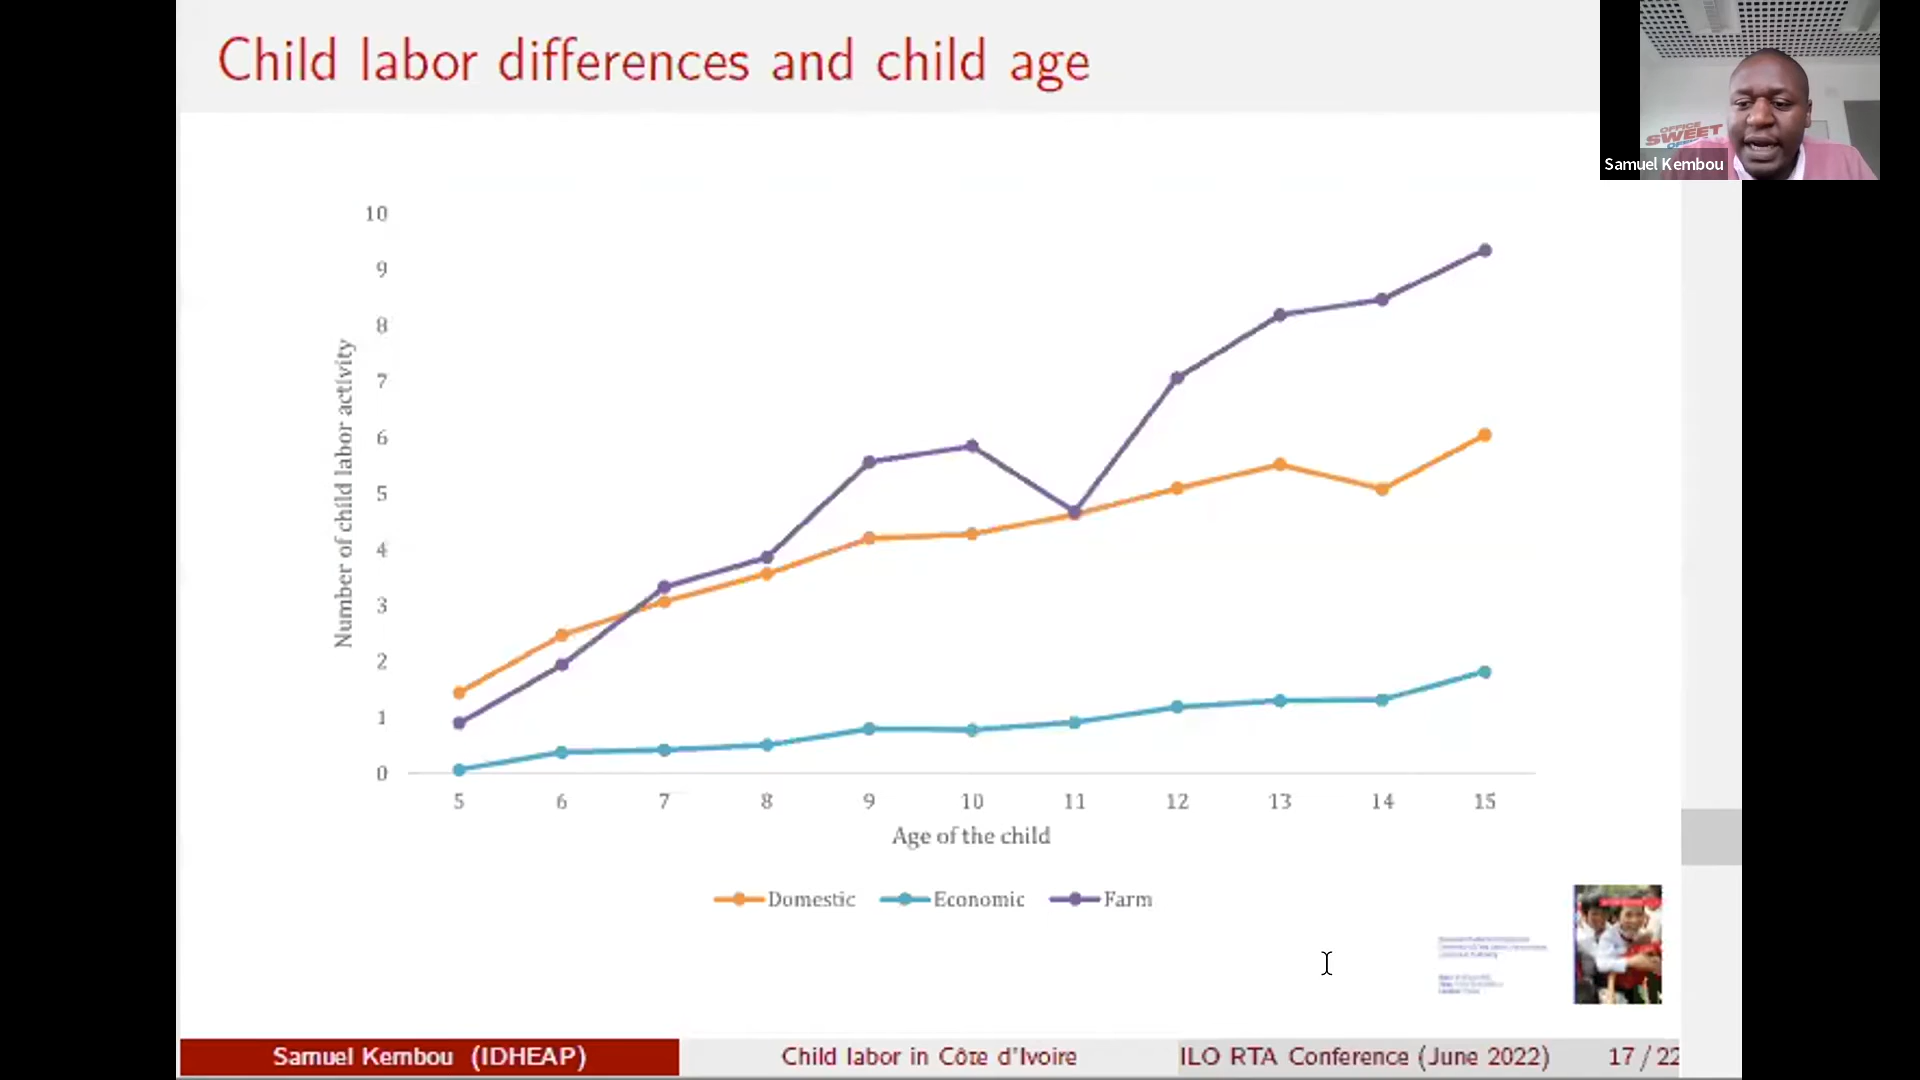 Child labor differences and child age
OFFICE
SWEET
Samuel Kembou
10
9
8
7
6
5
4
3
2
1
0
Number of child labor activity
5 6 7 8 9 10 11 12 13 14 15
Age of the child
Domestic Economic Farm
Samuel Kembou (IDHEAP) Child labor in Côte d'Ivoire ILO RTA Conference (June 2022) 17 / 22